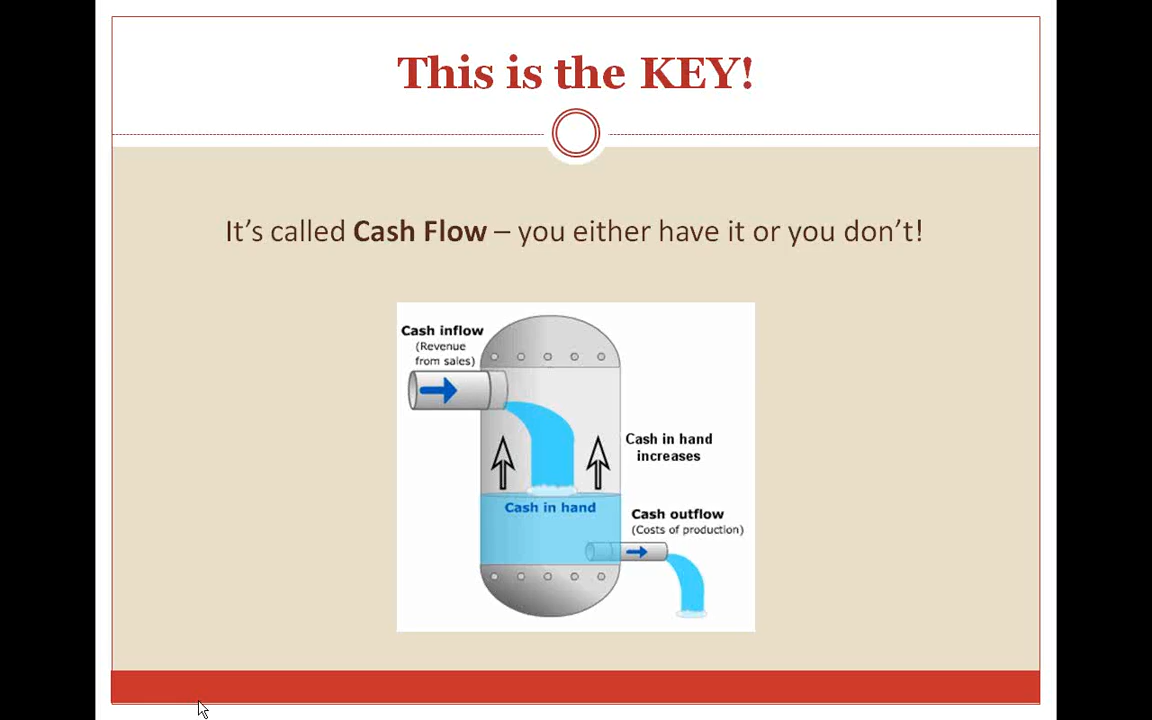 This is the KEY!
It's called Cash Flow – you either have it or you don't!
Cash inflow
(Revenue
from sales)
Cash in hand
increases
Cash in hand
Cash outflow
(Costs of production)